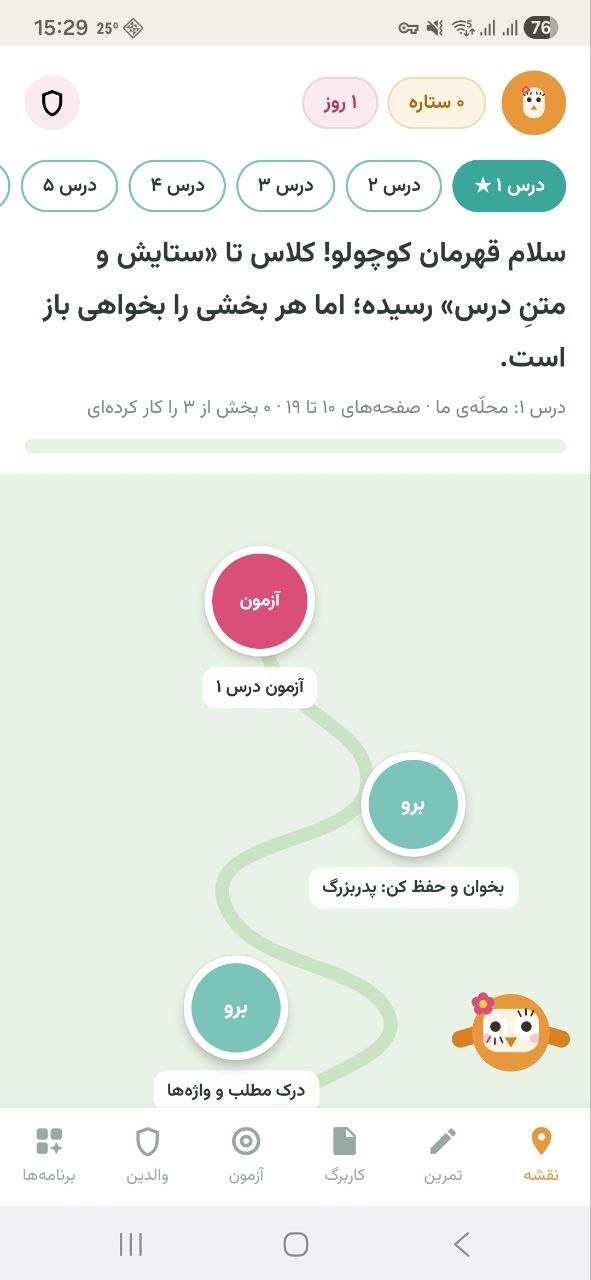 15:29 25°
76
۰ ستاره
۱ روز
درس ۱ ★
درس ۲
درس ۳
درس ۴
درس ۵
سلام قهرمان کوچولو! کلاس تا «ستایش و
متنِ درس» رسیده؛ اما هر بخشی را بخواهی باز
است.
درس ۱: محلّه‌ی ما · صفحه‌های ۱۰ تا ۱۹ · ۰ بخش از ۳ را کار کرده‌ای
آزمون
آزمون درس ۱
برو
بخوان و حفظ کن: پدربزرگ
برو
درک مطلب و واژه‌ها
نقشه
تمرین
کاربرگ
آزمون
والدین
برنامه‌ها